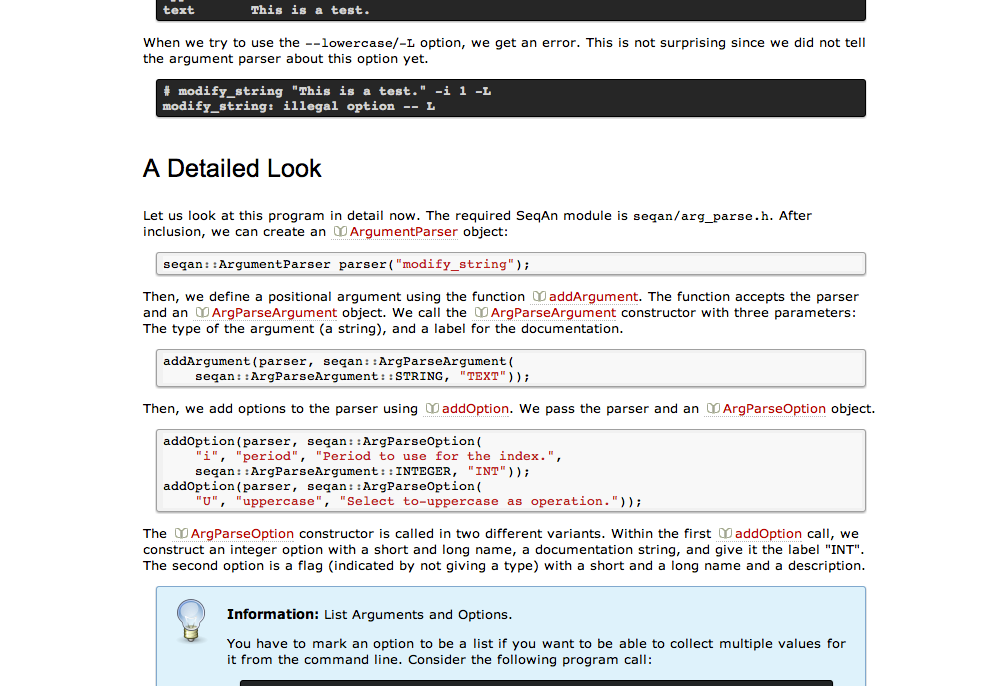 text       This is a test.
When we try to use the --lowercase/-L option, we get an error. This is not surprising since we did not tell
the argument parser about this option yet.
# modify_string "This is a test." -i 1 -L
modify_string: illegal option -- L
A Detailed Look
Let us look at this program in detail now. The required SeqAn module is seqan/arg_parse.h. After
inclusion, we can create an ArgumentParser object:
seqan::ArgumentParser parser("modify_string");
Then, we define a positional argument using the function addArgument. The function accepts the parser
and an ArgParseArgument object. We call the ArgParseArgument constructor with three parameters:
The type of the argument (a string), and a label for the documentation.
addArgument(parser, seqan::ArgParseArgument(
    seqan::ArgParseArgument::STRING, "TEXT"));
Then, we add options to the parser using addOption. We pass the parser and an ArgParseOption object.
addOption(parser, seqan::ArgParseOption(
    "i", "period", "Period to use for the index.",
    seqan::ArgParseArgument::INTEGER, "INT"));
addOption(parser, seqan::ArgParseOption(
    "U", "uppercase", "Select to-uppercase as operation."));
The ArgParseOption constructor is called in two different variants. Within the first addOption call, we
construct an integer option with a short and long name, a documentation string, and give it the label "INT".
The second option is a flag (indicated by not giving a type) with a short and a long name and a description.
Information: List Arguments and Options.
You have to mark an option to be a list if you want to be able to collect multiple values for
it from the command line. Consider the following program call: